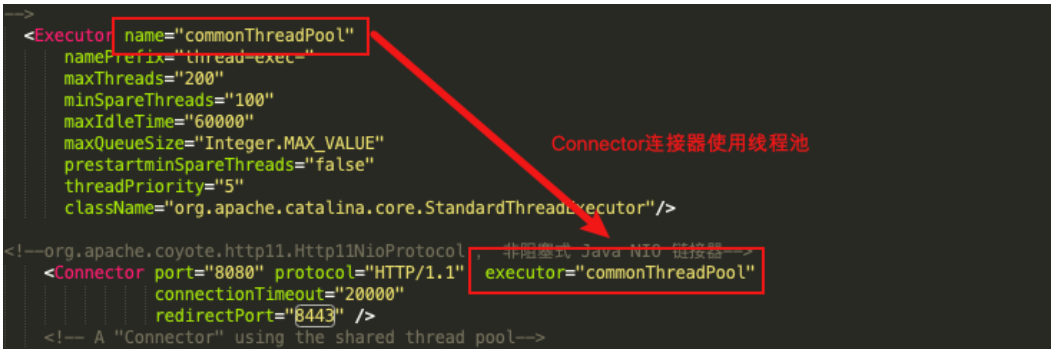 -->
<Executor name="commonThreadPool"
namePrefix="thread-exec-"
maxThreads="200"
minSpareThreads="100"
maxIdleTime="60000"
maxQueueSize="Integer.MAX_VALUE"
Connector连接器使用线程池
prestartminSpareThreads="false"
threadPriority="5"
className="org.apache.catalina.core.StandardThreadExecutor"/>
<!--org.apache.coyote.http11.Http11NioProtocol , 非阻塞式 Java NIO 链接器-->
<Connector port="8080" protocol="HTTP/1.1" executor="commonThreadPool"
connectionTimeout="20000"
redirectPort="8443" />
<!-- A "Connector" using the shared thread pool-->